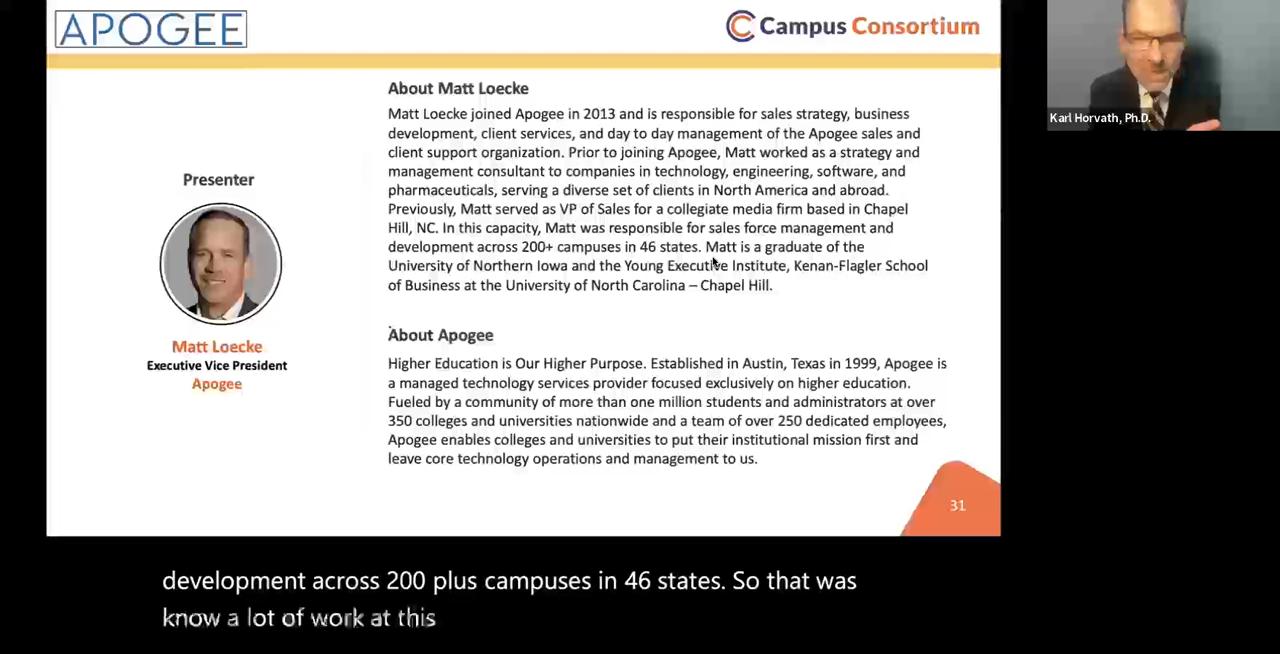 APOGEE
Campus Consortium
Karl Horvath, Ph.D.
Presenter
Matt Loecke
Executive Vice President
Apogee
About Matt Loecke
Matt Loecke joined Apogee in 2013 and is responsible for sales strategy, business
development, client services, and day to day management of the Apogee sales and
client support organization. Prior to joining Apogee, Matt worked as a strategy and
management consultant to companies in technology, engineering, software, and
pharmaceuticals, serving a diverse set of clients in North America and abroad.
Previously, Matt served as VP of Sales for a collegiate media firm based in Chapel
Hill, NC. In this capacity, Matt was responsible for sales force management and
development across 200+ campuses in 46 states. Matt is a graduate of the
University of Northern Iowa and the Young Executive Institute, Kenan-Flagler School
of Business at the University of North Carolina – Chapel Hill.
About Apogee
Higher Education is Our Higher Purpose. Established in Austin, Texas in 1999, Apogee is
a managed technology services provider focused exclusively on higher education.
Fueled by a community of more than one million students and administrators at over
350 colleges and universities nationwide and a team of over 250 dedicated employees,
Apogee enables colleges and universities to put their institutional mission first and
leave core technology operations and management to us.
31
development across 200 plus campuses in 46 states. So that was
know a lot of work at this